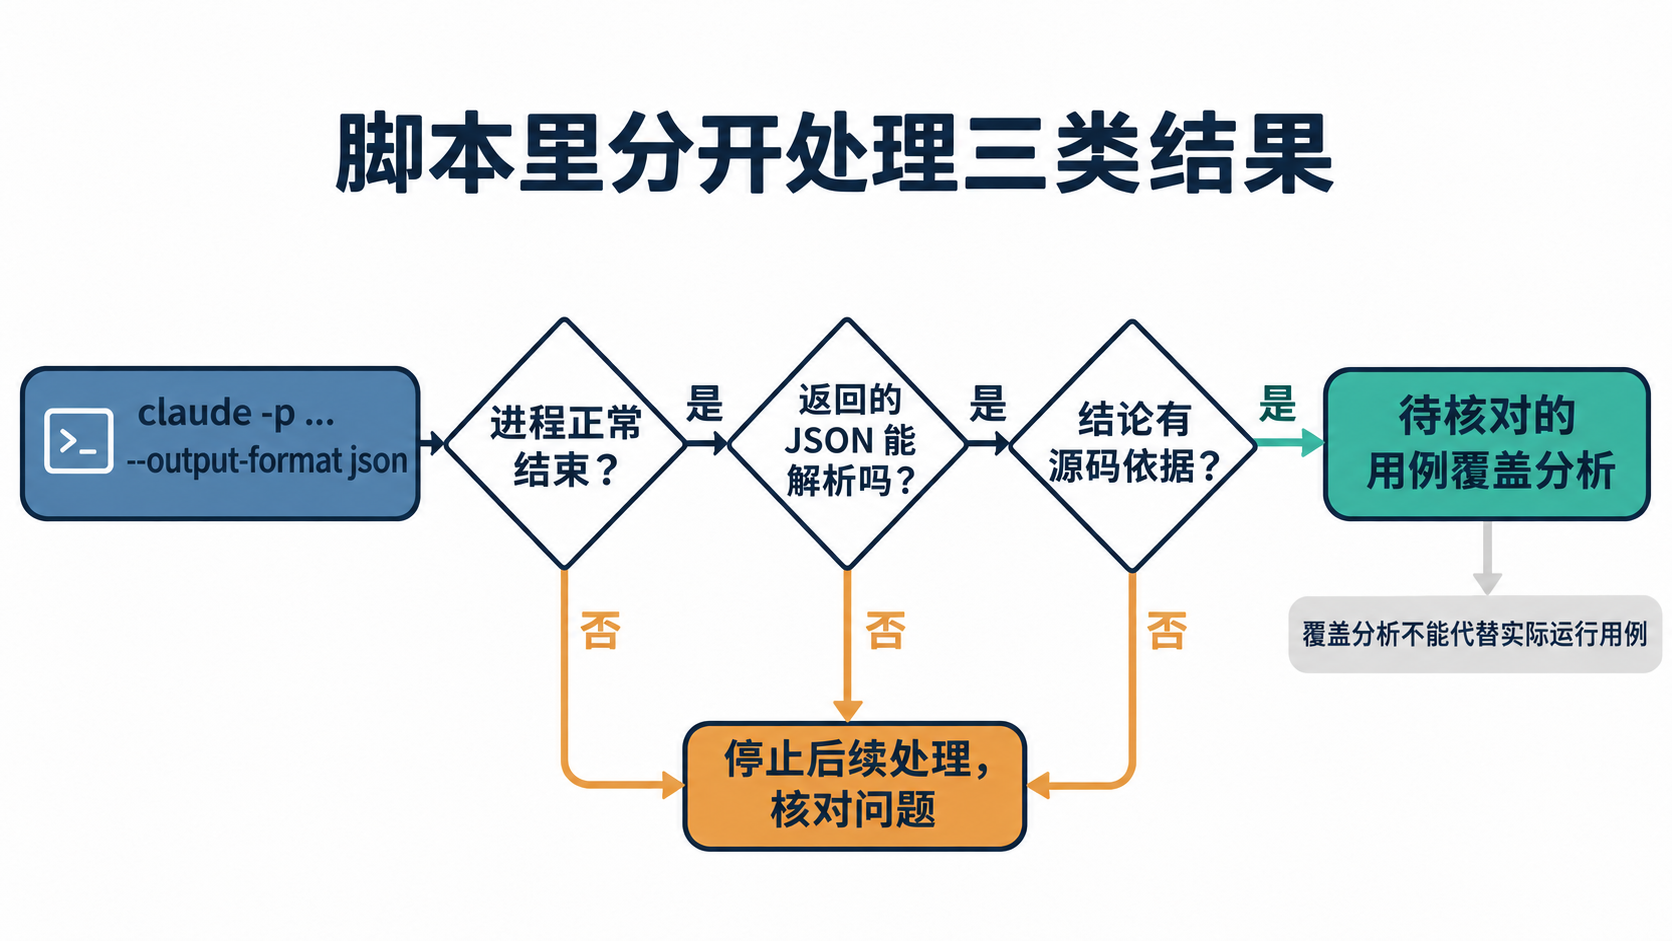 脚本里分开处理三类结果
claude -p ...
--output-format json
进程正常
结束？
是
返回的
JSON 能
解析吗？
是
结论有
源码依据？
是
待核对的
用例覆盖分析
否
否
否
覆盖分析不能代替实际运行用例
停止后续处理，
核对问题